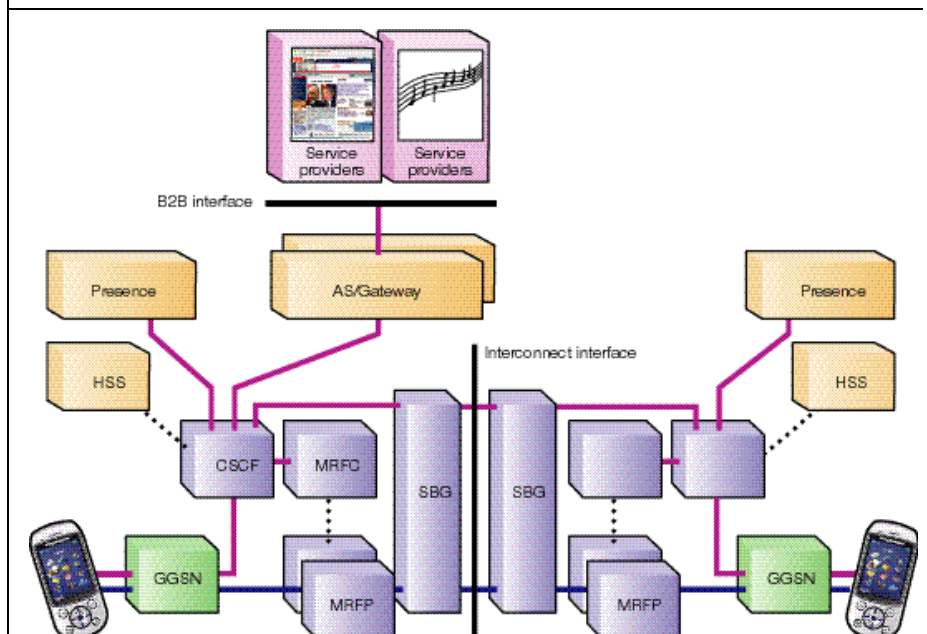 Service
providers
Service
providers
B2B interface
Presence
AS/Gateway
Presence
Interconnect interface
HSS
HSS
CSCF
MRFC
SBG
SBG
GGSN
GGSN
MRFP
MRFP